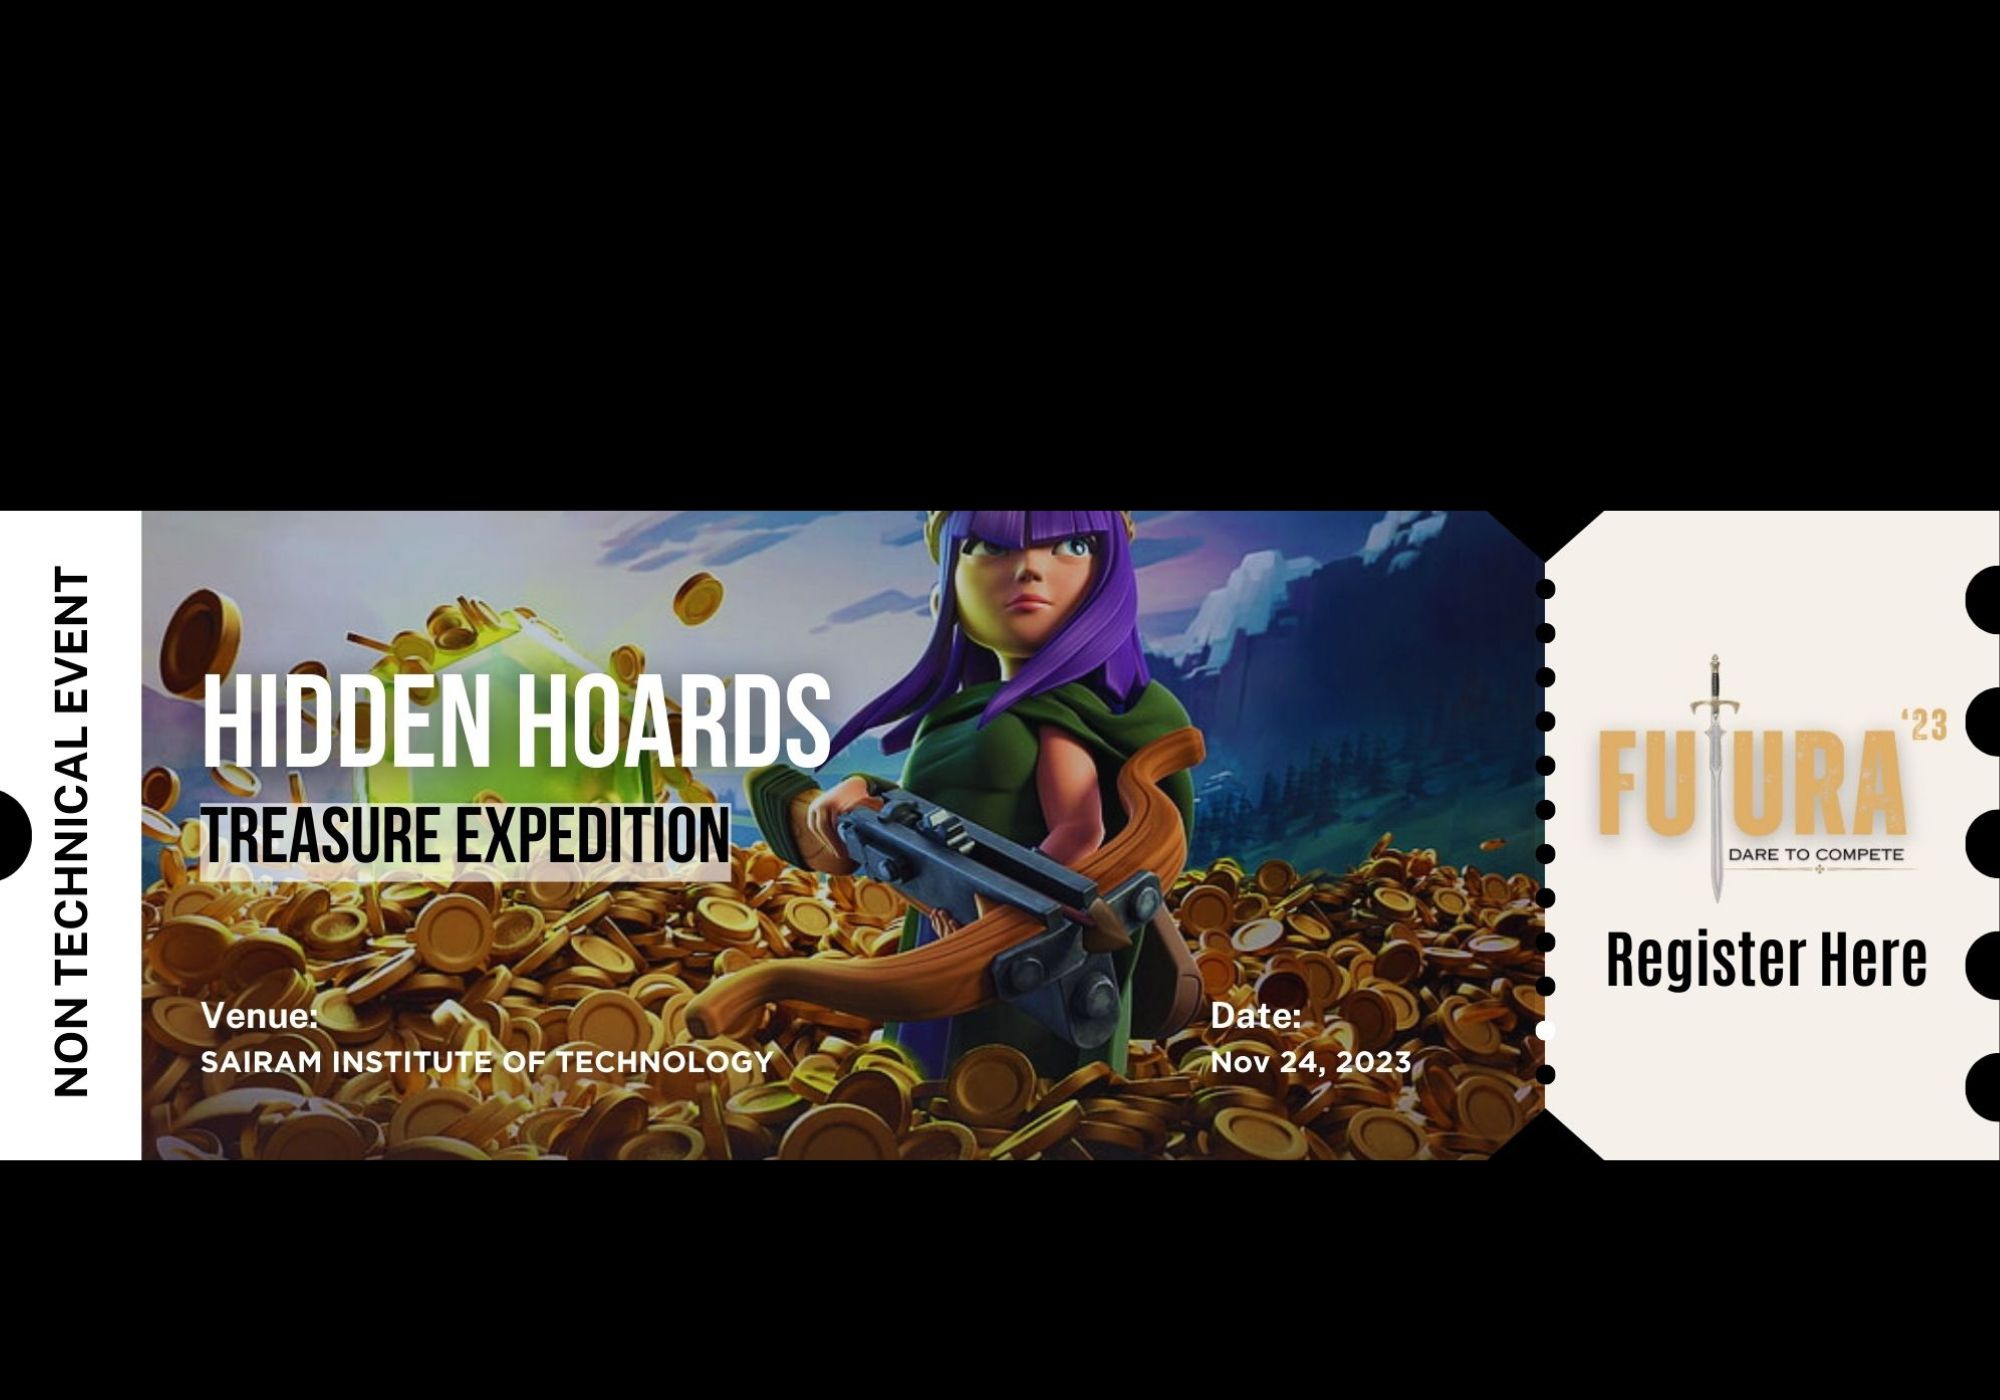 NON TECHNICAL EVENT
HIDDEN HOARDS
TREASURE EXPEDITION
Venue:
SAIRAM INSTITUTE OF TECHNOLOGY
Date:
Nov 24, 2023
FUTURA '23
DARE TO COMPETE
Register Here